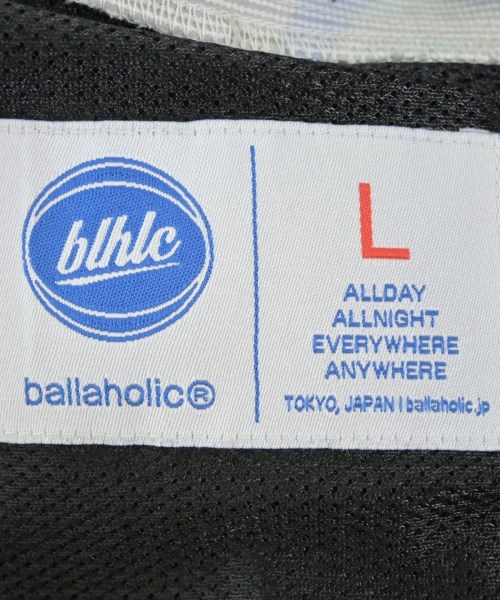 blhlc
ballaholic®
L
ALLDAY
ALLNIGHT
EVERYWHERE
ANYWHERE
TOKYO, JAPAN | ballaholic.jp